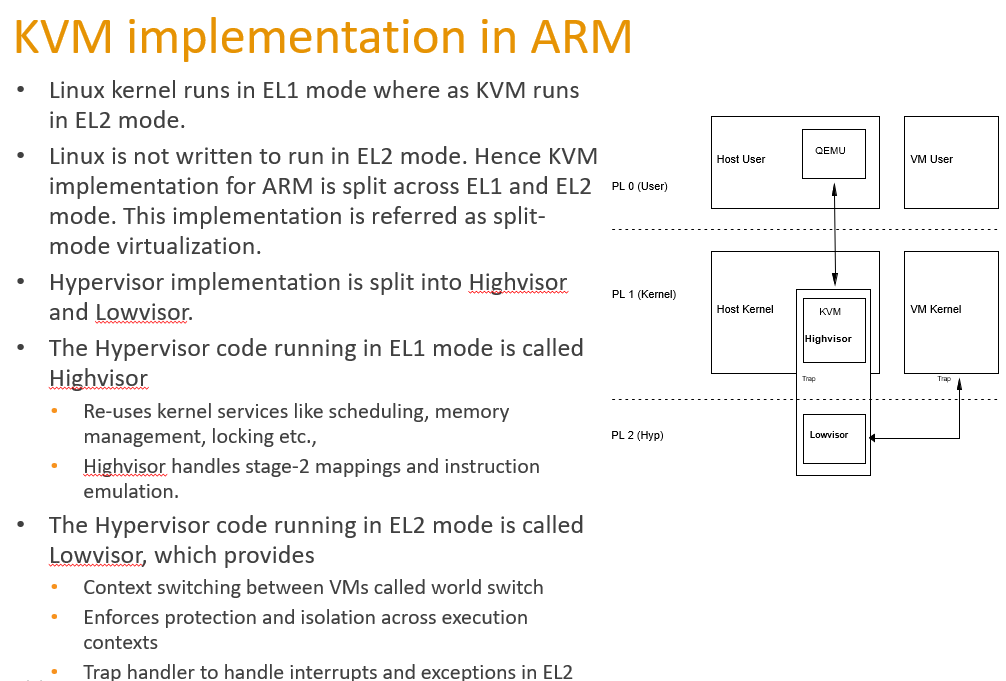 KVM implementation in ARM
• Linux kernel runs in EL1 mode where as KVM runs
in EL2 mode.
• Linux is not written to run in EL2 mode. Hence KVM
implementation for ARM is split across EL1 and EL2
mode. This implementation is referred as split-
mode virtualization.
• Hypervisor implementation is split into Highvisor
and Lowvisor.
• The Hypervisor code running in EL1 mode is called
Highvisor
• Re-uses kernel services like scheduling, memory
management, locking etc.,
• Highvisor handles stage-2 mappings and instruction
emulation.
• The Hypervisor code running in EL2 mode is called
Lowvisor, which provides
• Context switching between VMs called world switch
• Enforces protection and isolation across execution
contexts
• Trap handler to handle interrupts and exceptions in EL2
Host User
QEMU
VM User
PL 0 (User)
PL 1 (Kernel)
Host Kernel
KVM
Highvisor
VM Kernel
Trap
Trap
PL 2 (Hyp)
Lowvisor